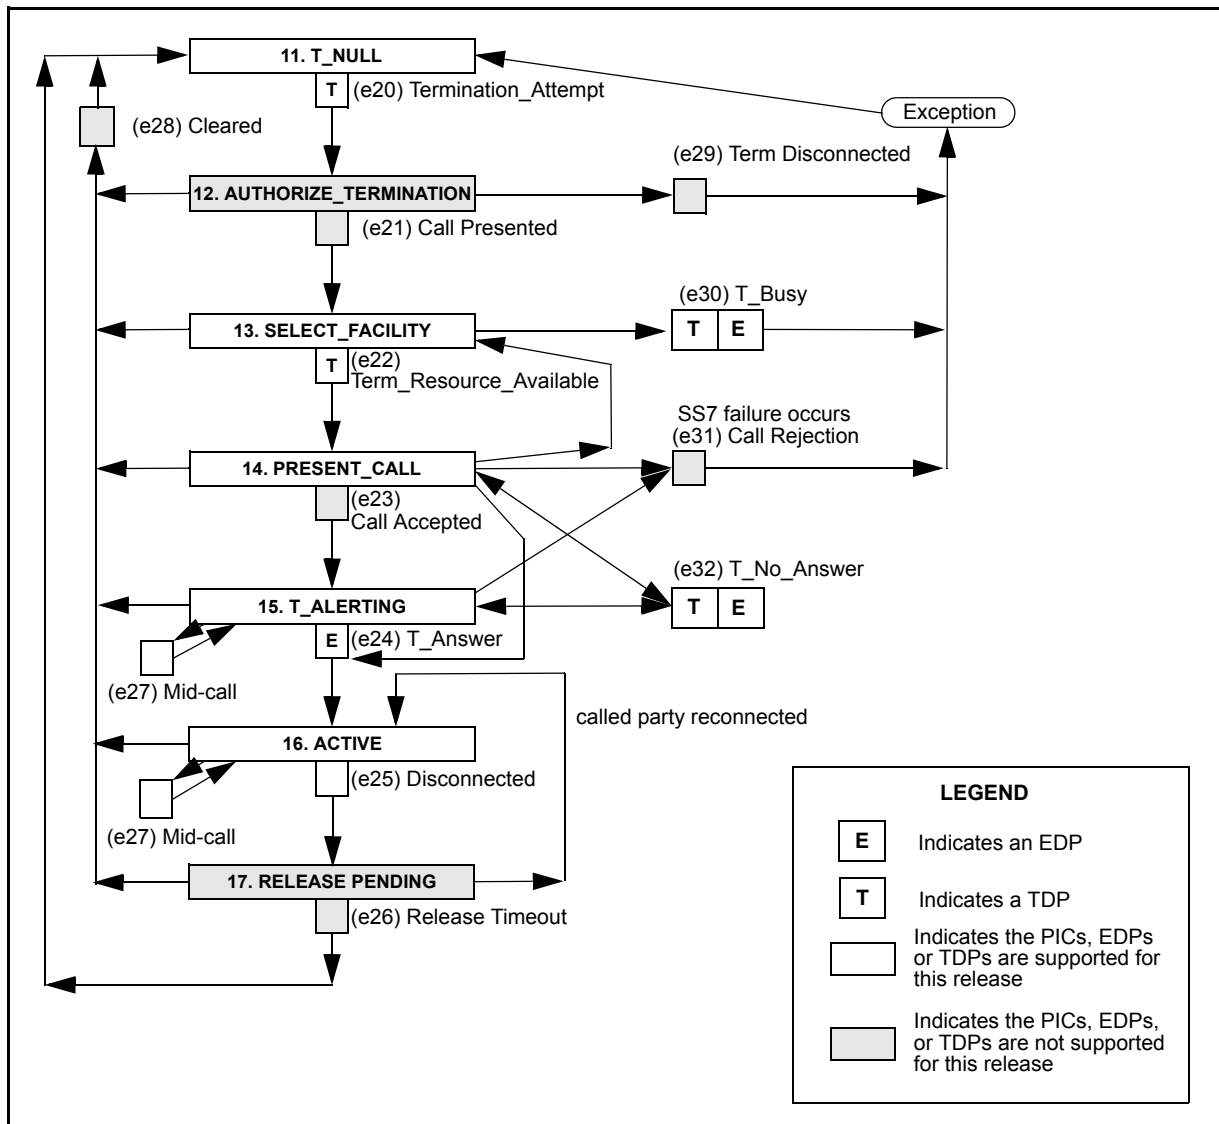 11. T_NULL
T
(e20) Termination_Attempt
Exception
(e28) Cleared
(e29) Term Disconnected
12. AUTHORIZE_TERMINATION
(e21) Call Presented
(e30) T_Busy
13. SELECT_FACILITY
T E
T
(e22)
Term_Resource_Available
SS7 failure occurs
(e31) Call Rejection
14. PRESENT_CALL
(e23)
Call Accepted
(e32) T_No_Answer
15. T_ALERTING
T E
E
(e24) T_Answer
(e27) Mid-call
called party reconnected
16. ACTIVE
(e25) Disconnected
(e27) Mid-call
17. RELEASE PENDING
(e26) Release Timeout
LEGEND
E
Indicates an EDP
T
Indicates a TDP
Indicates the PICs, EDPs
or TDPs are supported for
this release
Indicates the PICs, EDPs,
or TDPs are not supported
for this release